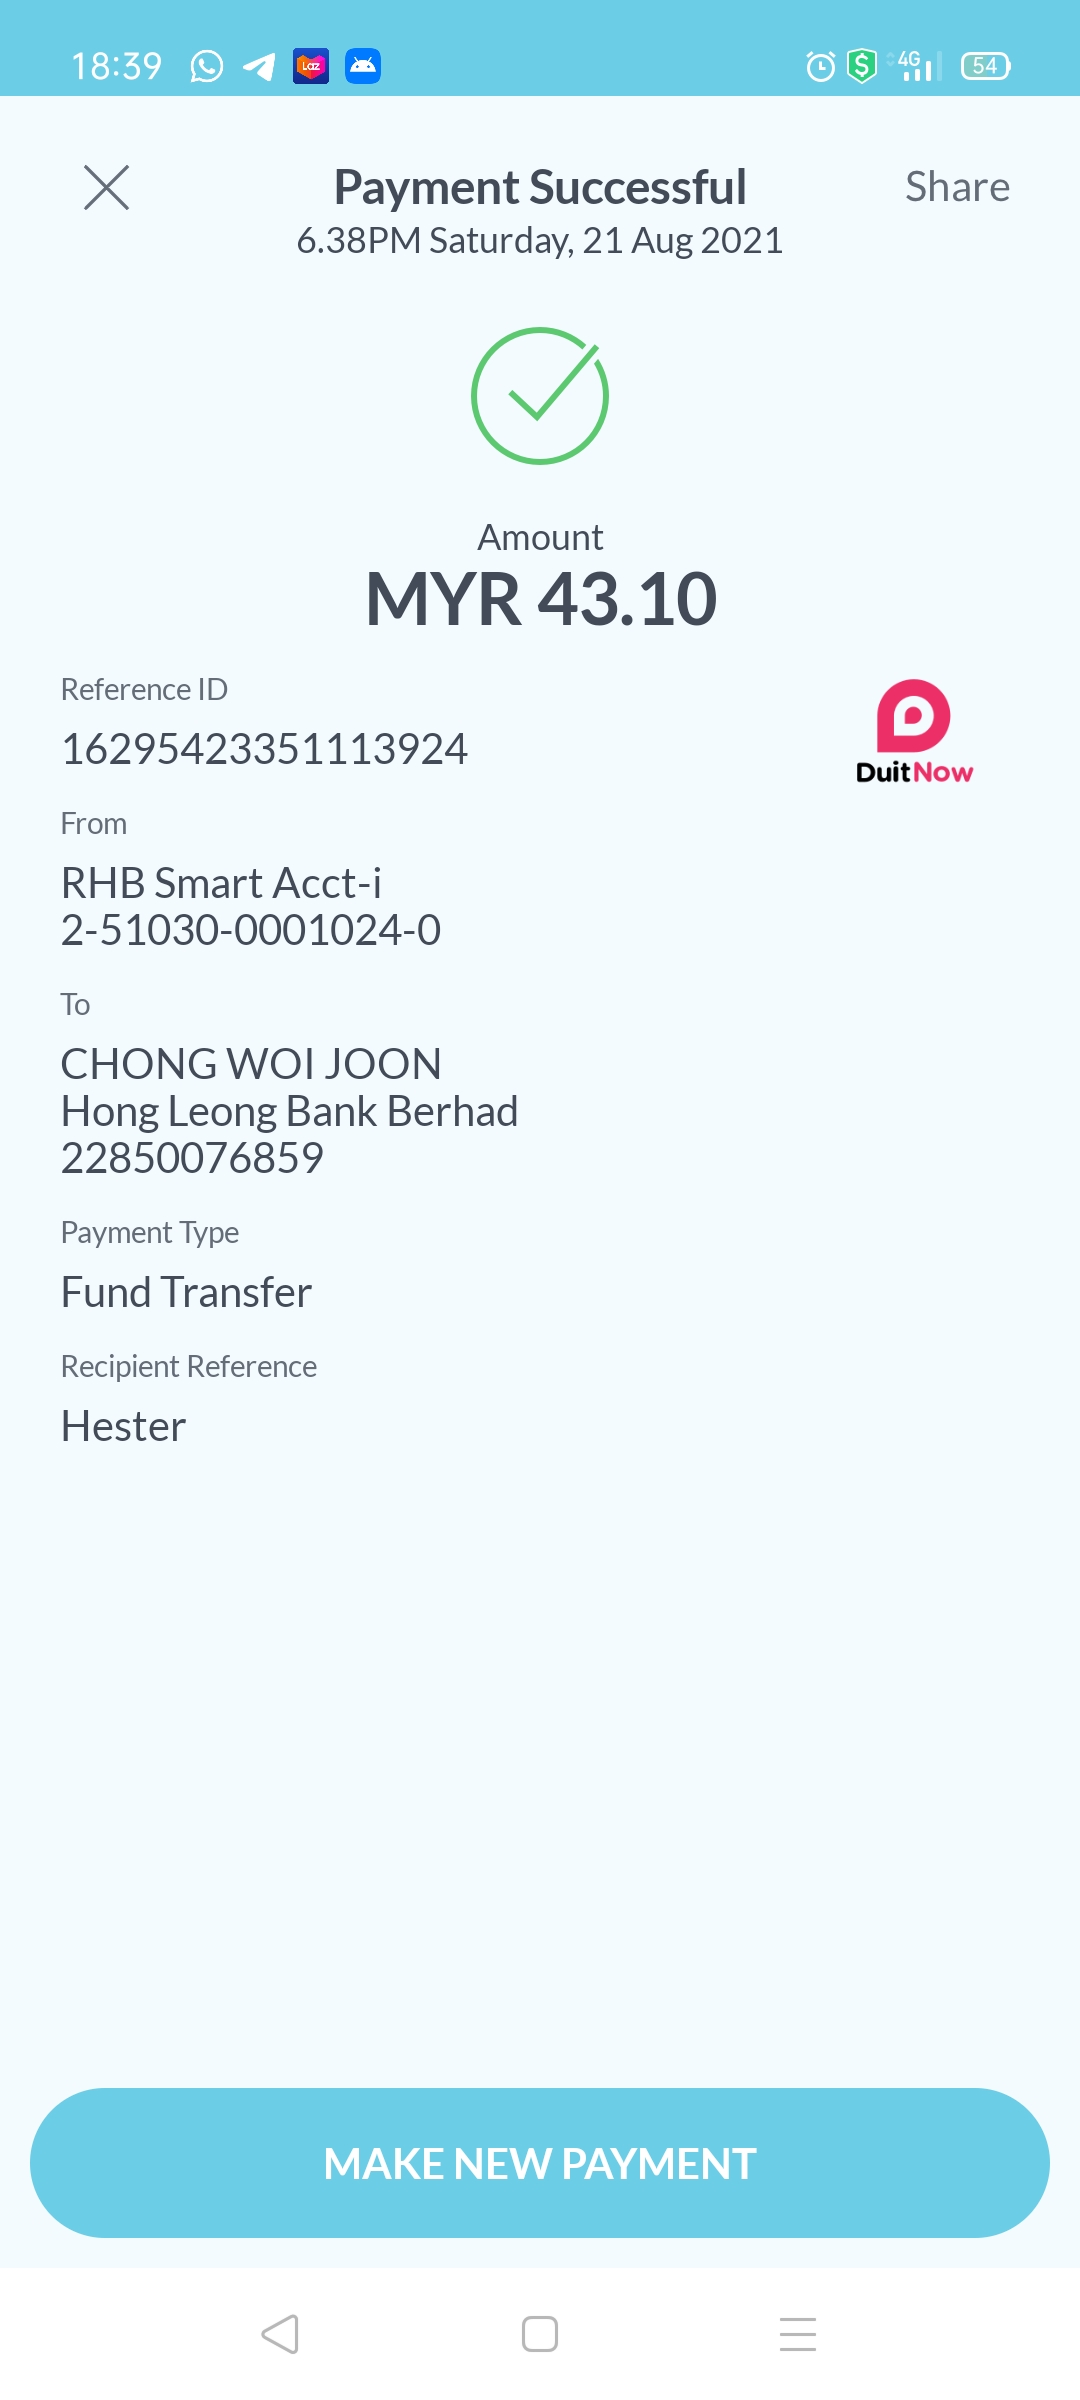 18:39
Laz
4G
54
Payment Successful
Share
6.38PM Saturday, 21 Aug 2021
Amount
MYR 43.10
Reference ID
16295423351113924
DuitNow
From
RHB Smart Acct-i
2-51030-0001024-0
To
CHONG WOI JOON
Hong Leong Bank Berhad
22850076859
Payment Type
Fund Transfer
Recipient Reference
Hester
MAKE NEW PAYMENT